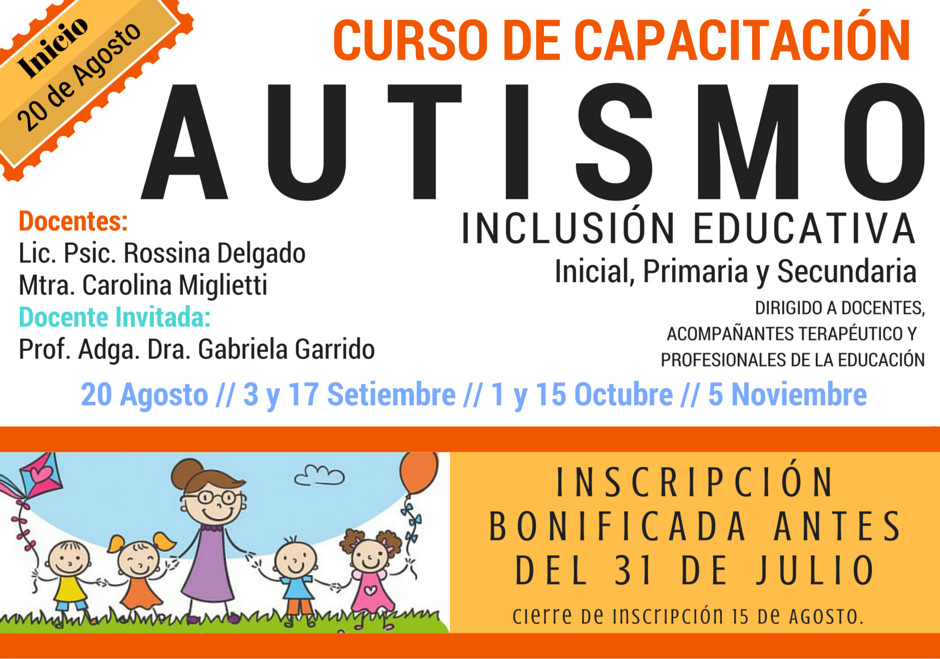 Inicio
20 de Agosto
CURSO DE CAPACITACIÓN
AUTISMO
INCLUSIÓN EDUCATIVA
Inicial, Primaria y Secundaria
DIRIGIDO A DOCENTES,
ACOMPAÑANTES TERAPÉUTICO Y
PROFESIONALES DE LA EDUCACIÓN
Docentes:
Lic. Psic. Rossina Delgado
Mtra. Carolina Miglietti
Docente Invitada:
Prof. Adga. Dra. Gabriela Garrido
20 Agosto // 3 y 17 Setiembre // 1 y 15 Octubre // 5 Noviembre
INSCRIPCIÓN
BONIFICADA ANTES
DEL 31 DE JULIO
CIERRE DE INSCRIPCIÓN 15 DE AGOSTO.